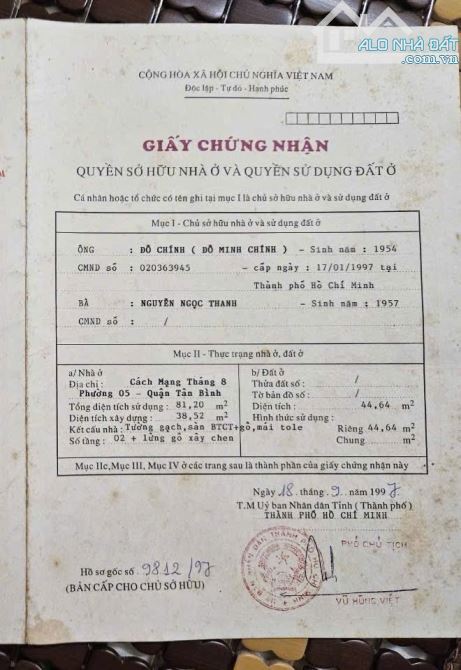 ALO NHÀ ĐẤT
.com.vn
CỘNG HÒA XÃ HỘI CHỦ NGHĨA VIỆT NAM
Độc lập - Tự do - Hạnh phúc
GIẤY CHỨNG NHẬN
QUYỀN SỞ HỮU NHÀ Ở VÀ QUYỀN SỬ DỤNG ĐẤT Ở
Cá nhân hoặc tổ chức có tên ghi tại mục I là chủ sở hữu nhà ở và sử dụng đất ở
Mục I - Chủ sở hữu nhà ở và sử dụng đất ở
ÔNG : ĐỖ CHÍNH ( ĐỖ MINH CHÍNH ) - Sinh năm : 1954
CMND số : 020363945 - cấp ngày : 17/01/1997 tại
Thành phố Hồ Chí Minh
BÀ : NGUYỄN NGỌC THANH - Sinh năm : 1957
CMND số : /
Mục II - Thực trạng nhà ở, đất ở
a/ Nhà ở
Địa chỉ : Cách Mạng Tháng 8
Phường 05 - Quận Tân Bình
Tổng diện tích sử dụng : 81,20 m2
Diện tích xây dựng : 38,52 m2
Kết cấu nhà : Tường gạch,sàn BTCT+gỗ,mái tole
Số tầng : 02 + lửng gỗ xây chen
b/ Đất ở
Thửa đất số : /
Tờ bản đồ số : /
Diện tích : 44,64 m2
Hình thức sử dụng :
Riêng 44,64 m2
Chung m2
Mục IIc,Mục III, Mục IV ở các trang sau là thành phần của giấy chứng nhận này
Ngày 18 tháng 9 năm 1997
T.M Uỷ ban Nhân dân Tỉnh ( Thành phố )
THÀNH PHỐ HỒ CHÍ MINH
PHÓ CHỦ TỊCH
Hồ sơ gốc số 9812/97
(BẢN CẤP CHO CHỦ SỞ HỮU)
VŨ HÙNG VIỆT